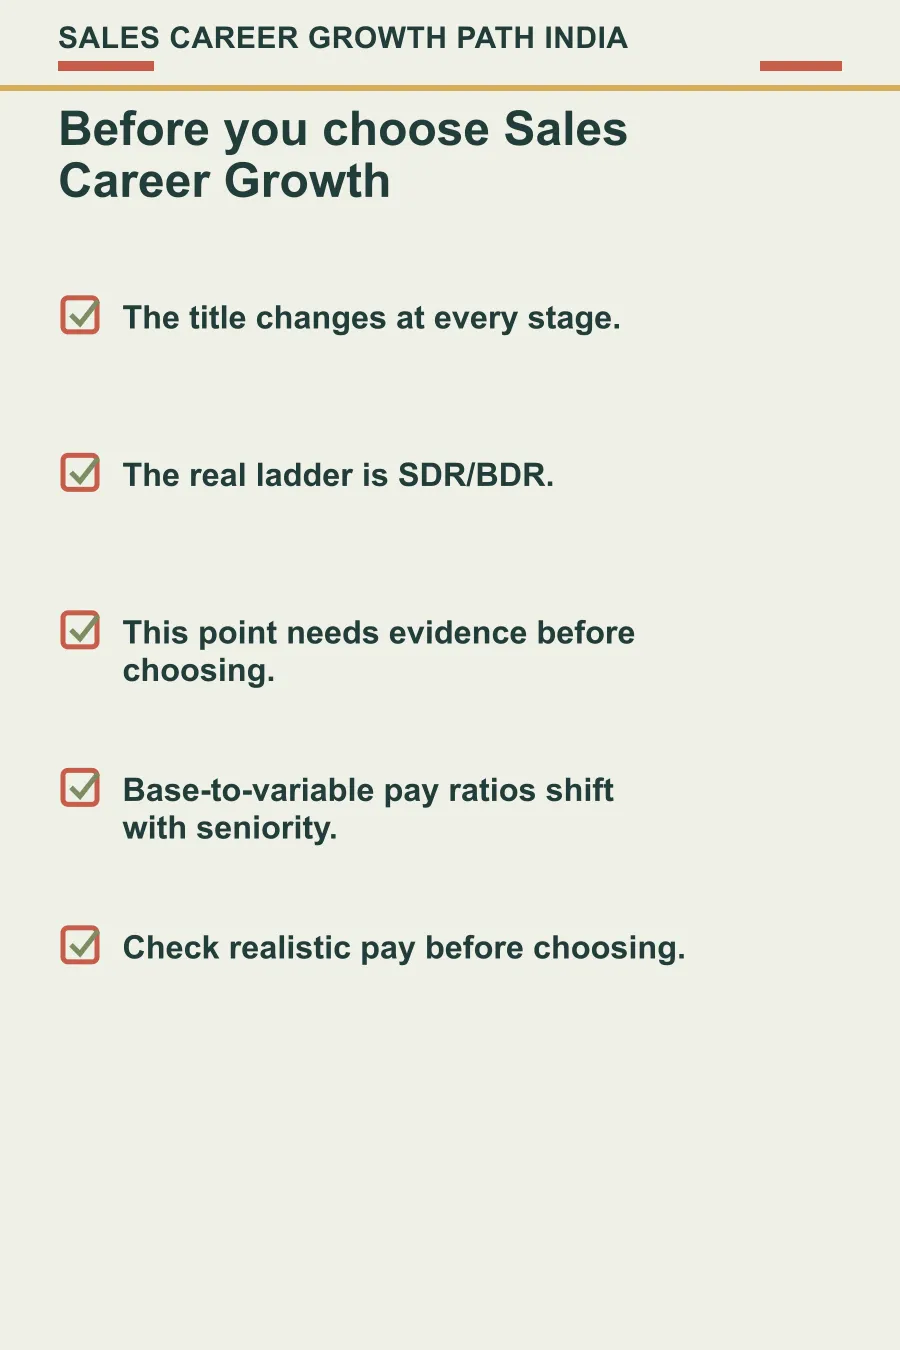 SALES CAREER GROWTH PATH INDIA
Before you choose Sales
Career Growth
The title changes at every stage.
The real ladder is SDR/BDR.
This point needs evidence before
choosing.
Base-to-variable pay ratios shift
with seniority.
Check realistic pay before choosing.